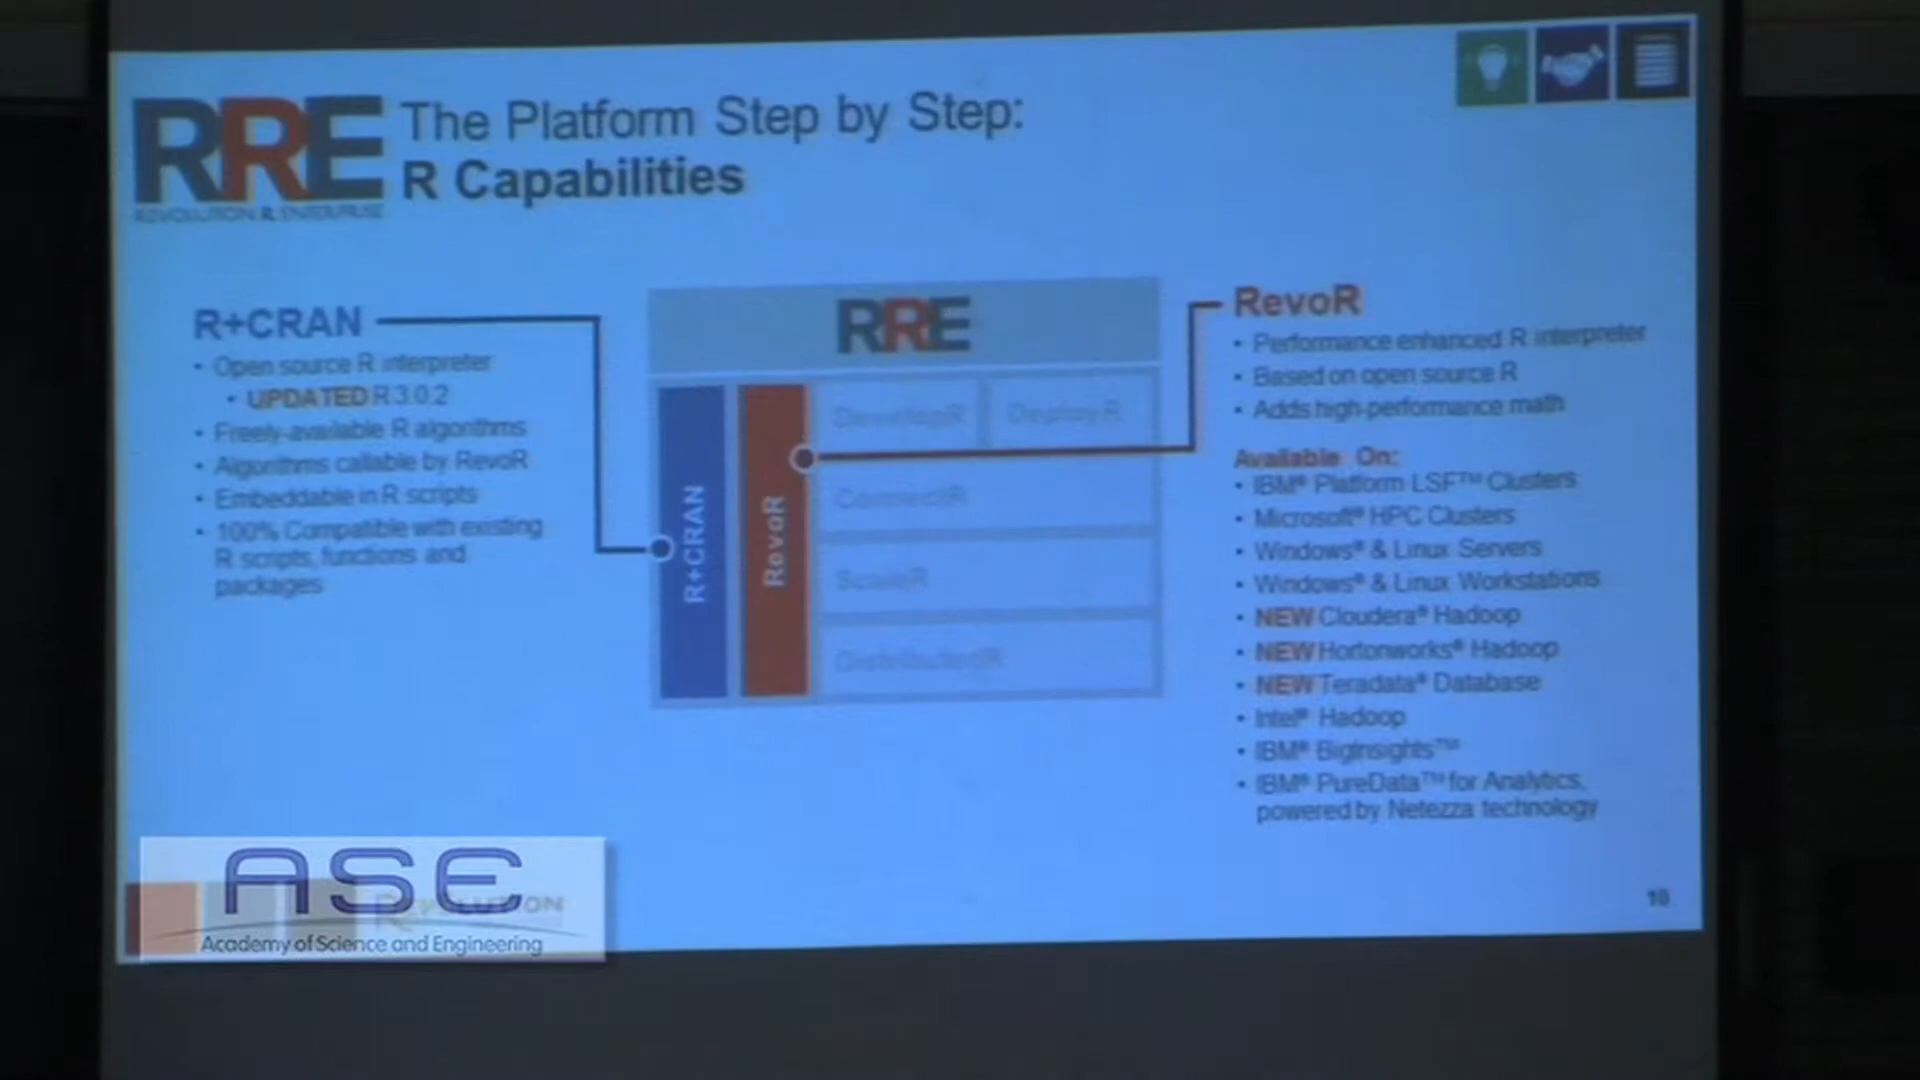 RRE
REVOLUTION R ENTERPRISE
The Platform Step by Step:
R Capabilities
R+CRAN
• Open source R interpreter
• UPDATED R 3.0.2
• Freely-available R algorithms
• Algorithms callable by RevoR
• Embeddable in R scripts
• 100% Compatible with existing
R scripts, functions and
packages
RRE
R+CRAN
RevoR
DevelopR
DeployR
ConnectR
ScaleR
DistributedR
RevoR
• Performance enhanced R interpreter
• Based on open source R
• Adds high-performance math
Available On:
• IBM® Platform LSF™ Clusters
• Microsoft® HPC Clusters
• Windows® & Linux Servers
• Windows® & Linux Workstations
• NEW Cloudera® Hadoop
• NEW Hortonworks® Hadoop
• NEW Teradata® Database
• Intel® Hadoop
• IBM® BigInsights™
• IBM® PureData™ for Analytics,
powered by Netezza technology
REVOLUTION
ASE
Academy of Science and Engineering
10